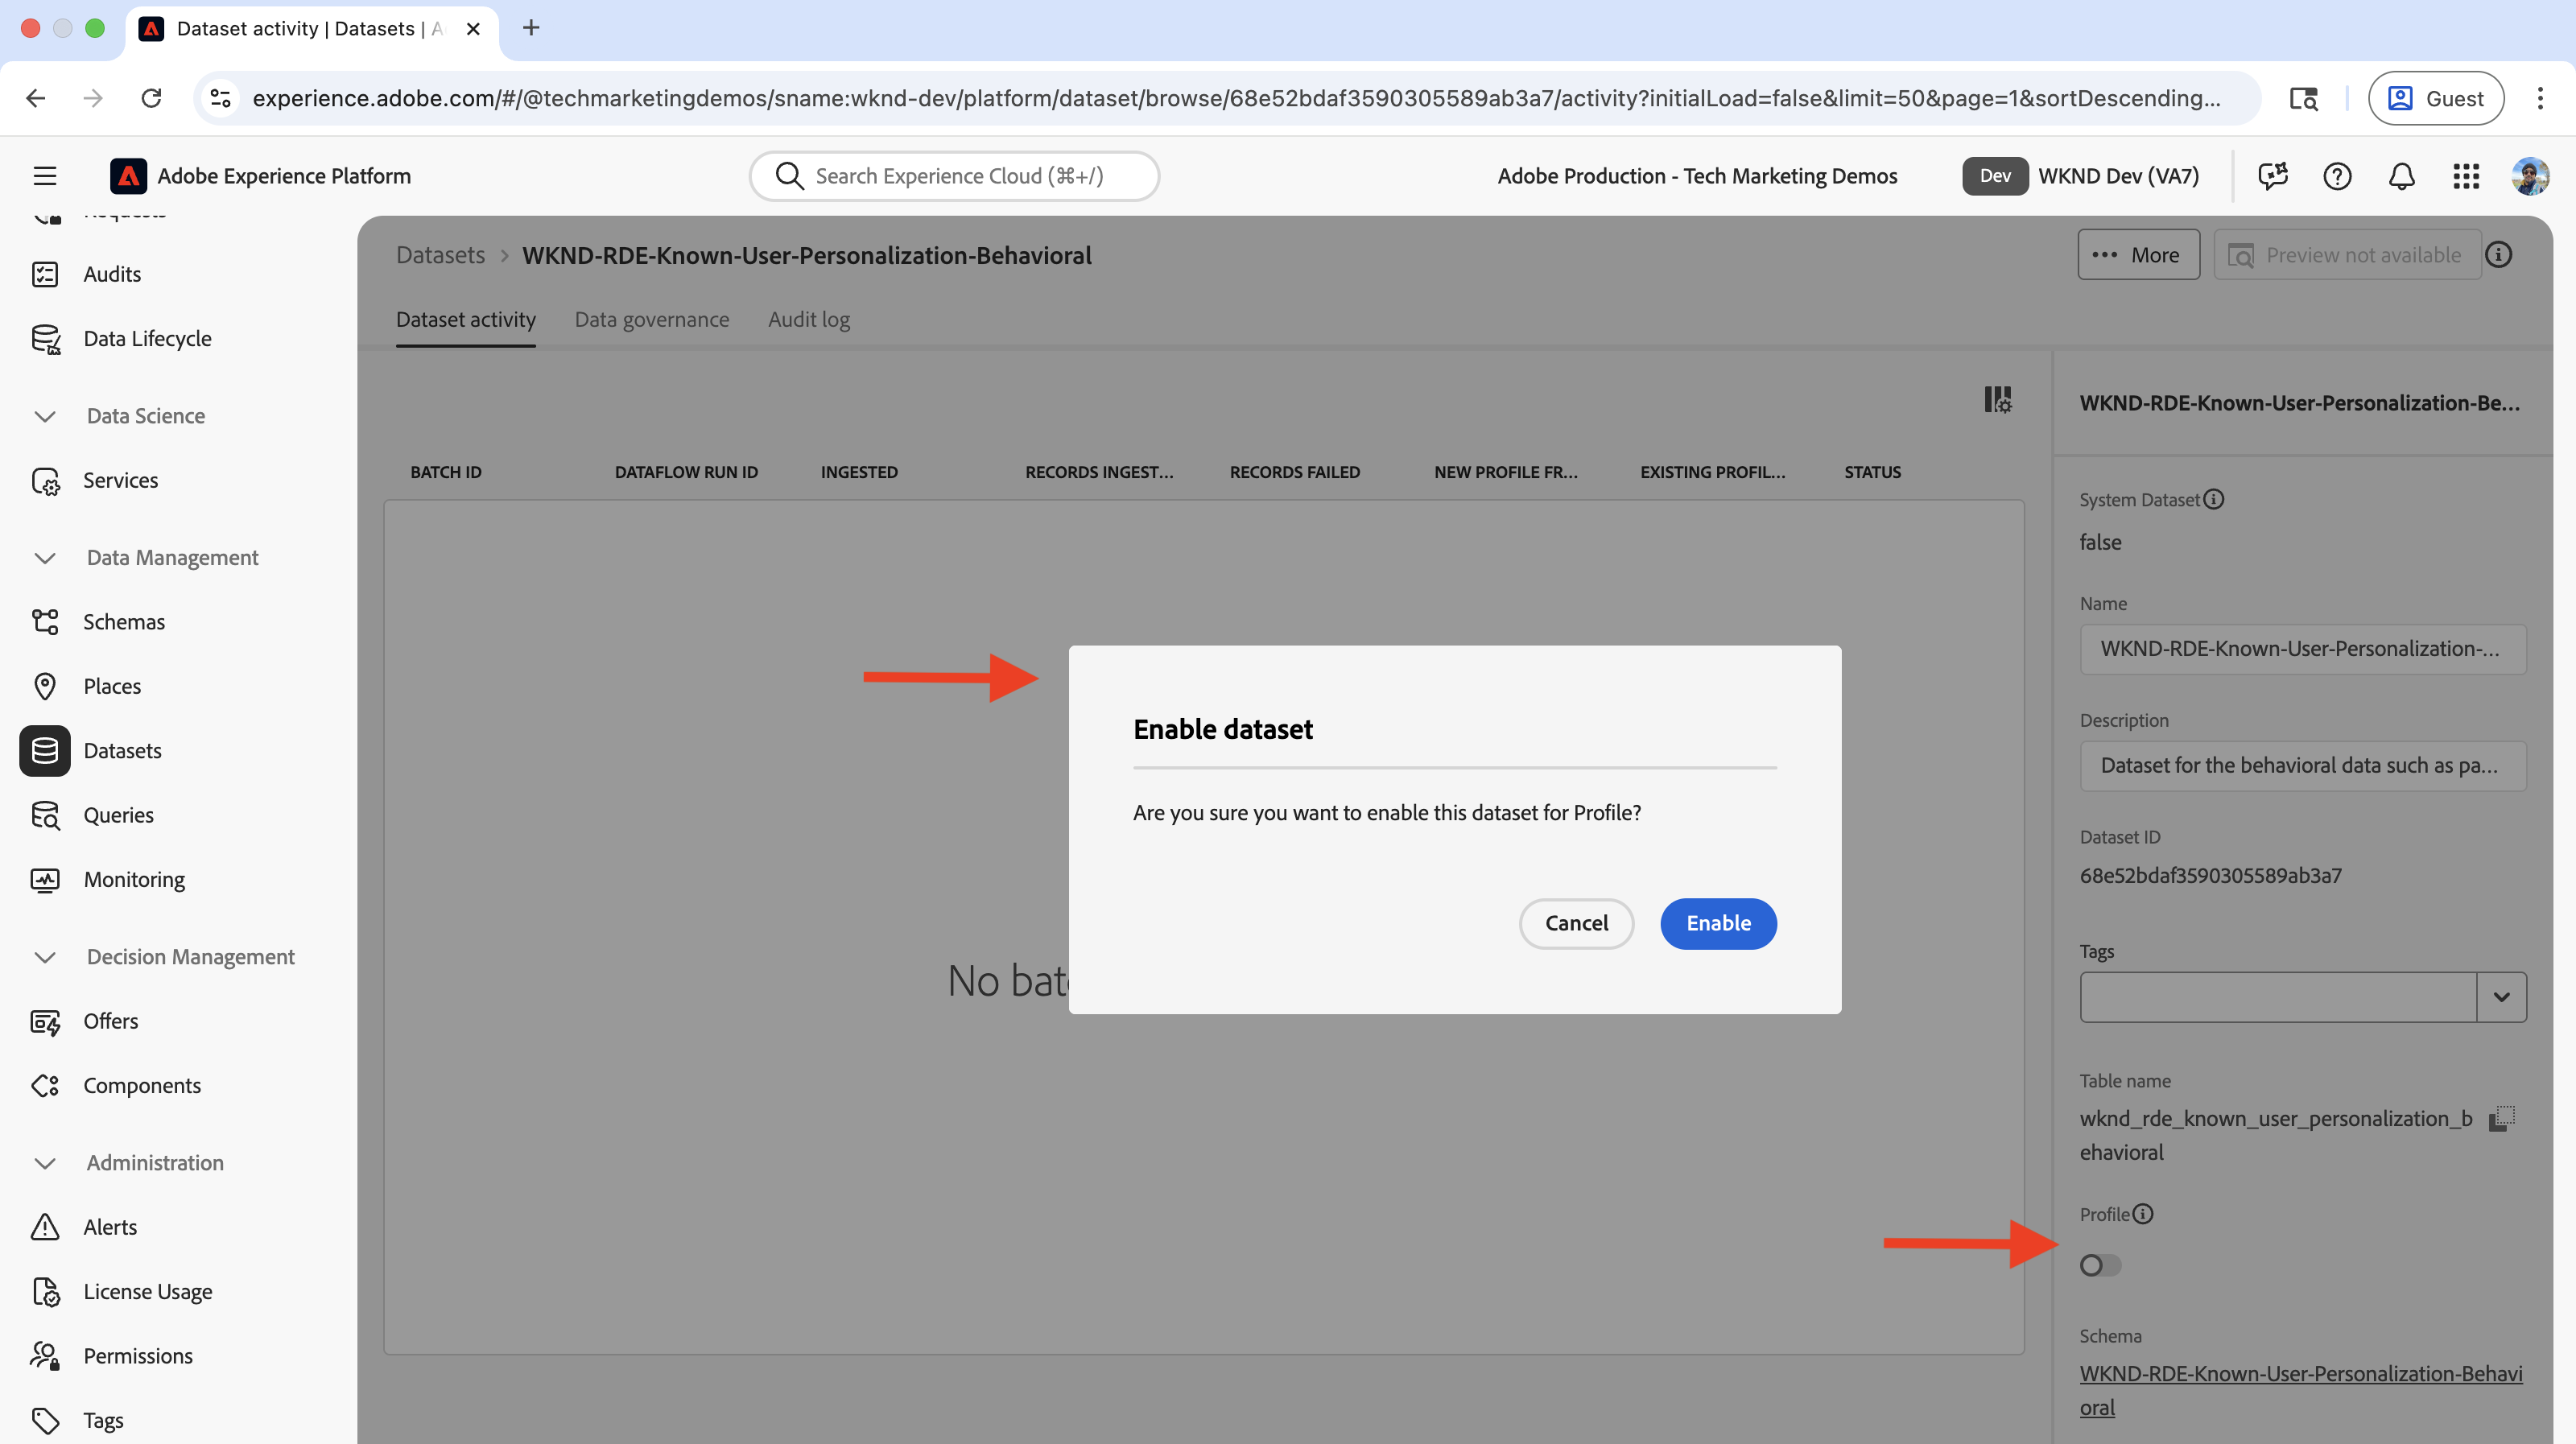 Dataset activity | Datasets | A
experience.adobe.com/#/@techmarketingdemos/sname:wknd-dev/platform/dataset/browse/68e52bdaf3590305589ab3a7/activity?initialLoad=false&limit=50&page=1&sortDescending...
Guest
Adobe Experience Platform
Search Experience Cloud (⌘+/)
Adobe Production - Tech Marketing Demos
Dev
WKND Dev (VA7)
Requests
Audits
Data Lifecycle
Data Science
Services
Data Management
Schemas
Places
Datasets
Queries
Monitoring
Decision Management
Offers
Components
Administration
Alerts
License Usage
Permissions
Tags
Datasets > WKND-RDE-Known-User-Personalization-Behavioral
••• More
Preview not available
Dataset activity
Data governance
Audit log
BATCH ID
DATAFLOW RUN ID
INGESTED
RECORDS INGEST...
RECORDS FAILED
NEW PROFILE FR...
EXISTING PROFIL...
STATUS
No bat
Enable dataset
Are you sure you want to enable this dataset for Profile?
Cancel
Enable
WKND-RDE-Known-User-Personalization-Be...
System Dataset
false
Name
WKND-RDE-Known-User-Personalization-...
Description
Dataset for the behavioral data such as pa...
Dataset ID
68e52bdaf3590305589ab3a7
Tags
Table name
wknd_rde_known_user_personalization_b
ehavioral
Profile
Schema
WKND-RDE-Known-User-Personalization-Behavi
oral